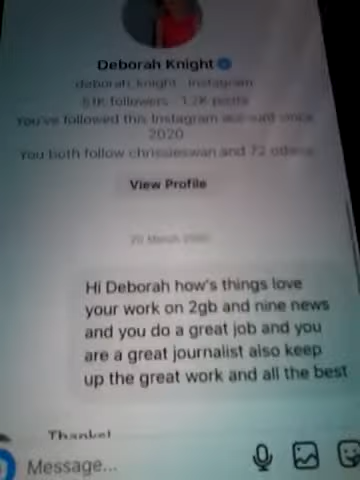 Deborah Knight
deborah_knight · Instagram
51K followers · 1.2K posts
You've followed this Instagram account since
2020
You both follow chrissieswan and 72 others
View Profile
20 March
Hi Deborah how's things love
your work on 2gb and nine news
and you do a great job and you
are a great journalist also keep
up the great work and all the best
Thanks!
Message...